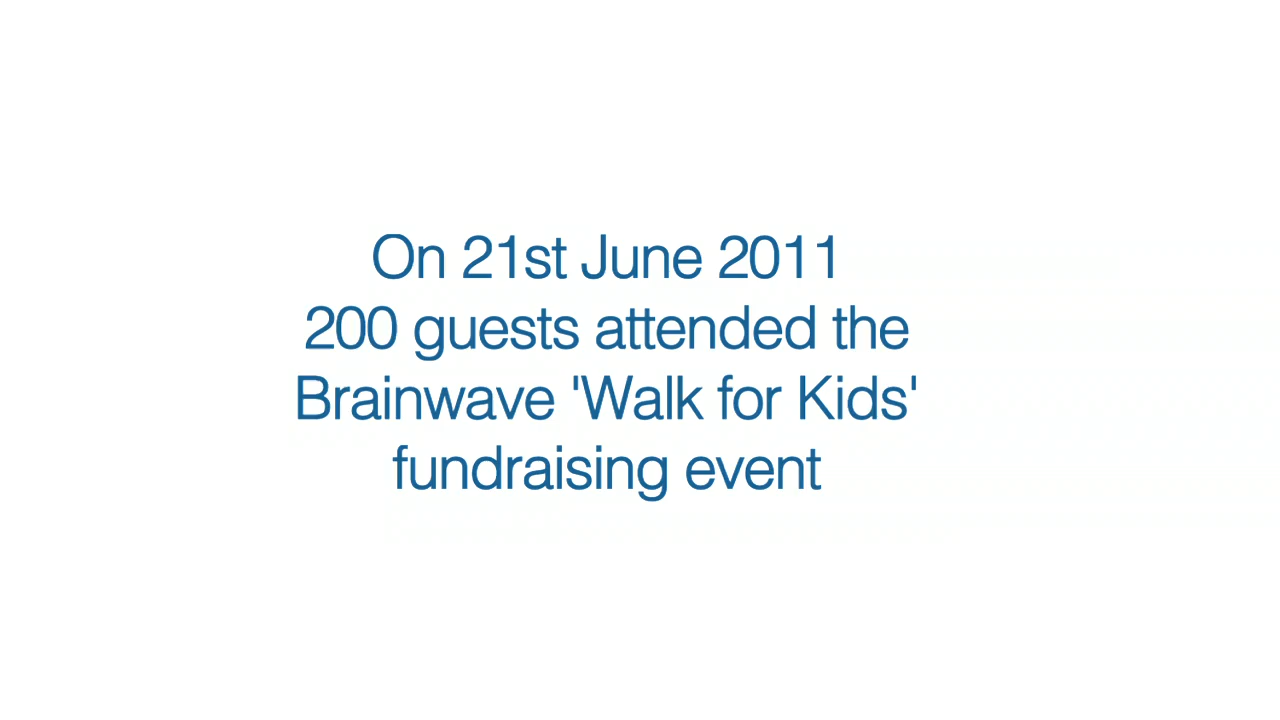 On 21st June 2011
200 guests attended the
Brainwave 'Walk for Kids'
fundraising event